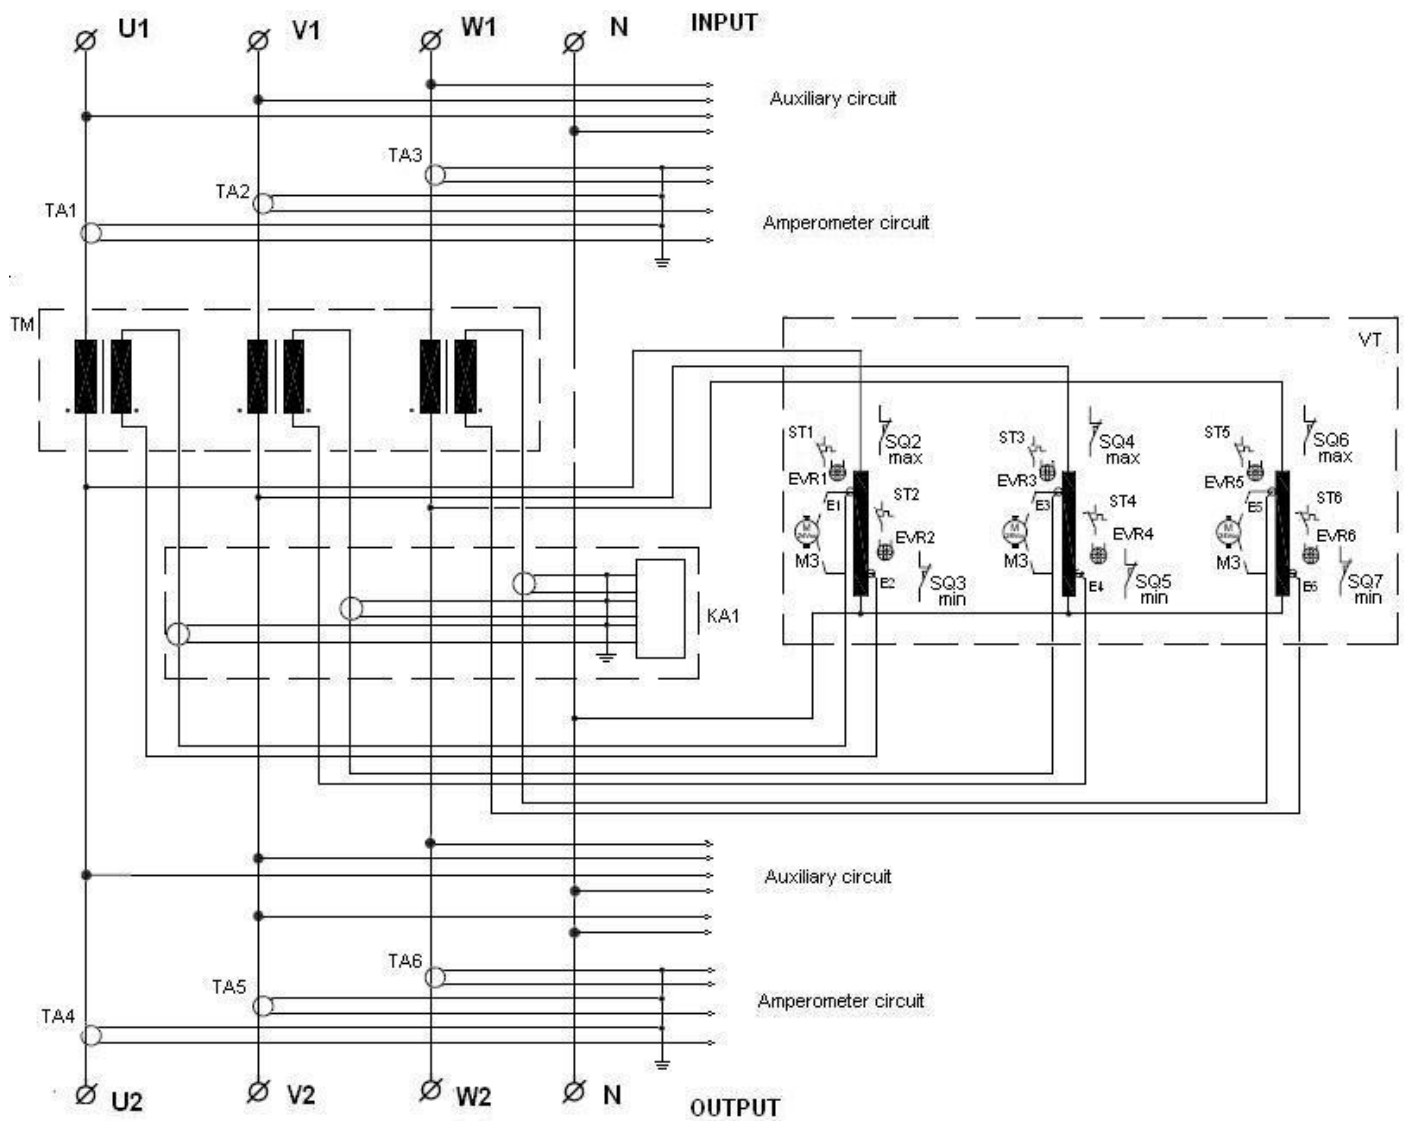 U1 V1 W1 N INPUT
Auxiliary circuit
TA3
TA2
TA1
Amperometer circuit
TM
VT
ST1 SQ2 max
ST3 SQ4 max
ST5 SQ6 max
EVR1 ST2
EVR3 ST4
EVR5 ST6
E1 E3 E5
M M M
EVR2 EVR4 EVR6
M3 M3 M3
E2 SQ3 min
E4 SQ5 min
E6 SQ7 min
KA1
Auxiliary circuit
TA6
TA5
TA4
Amperometer circuit
U2 V2 W2 N OUTPUT